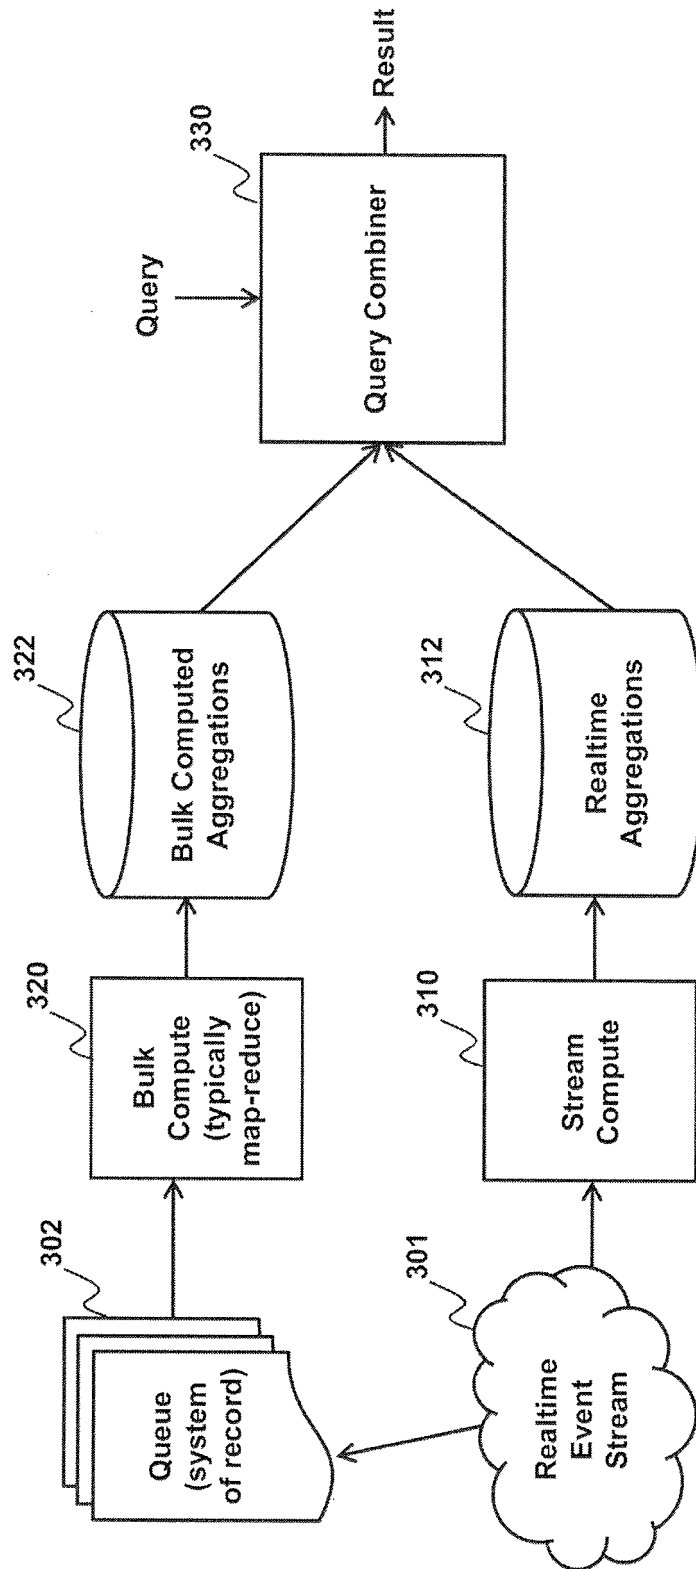 302
Queue
(system
of record)
320
Bulk
Compute
(typically
map-reduce)
322
Bulk Computed
Aggregations
Query
330
Query Combiner
Result
301
Realtime
Event
Stream
310
Stream
Compute
312
Realtime
Aggregations